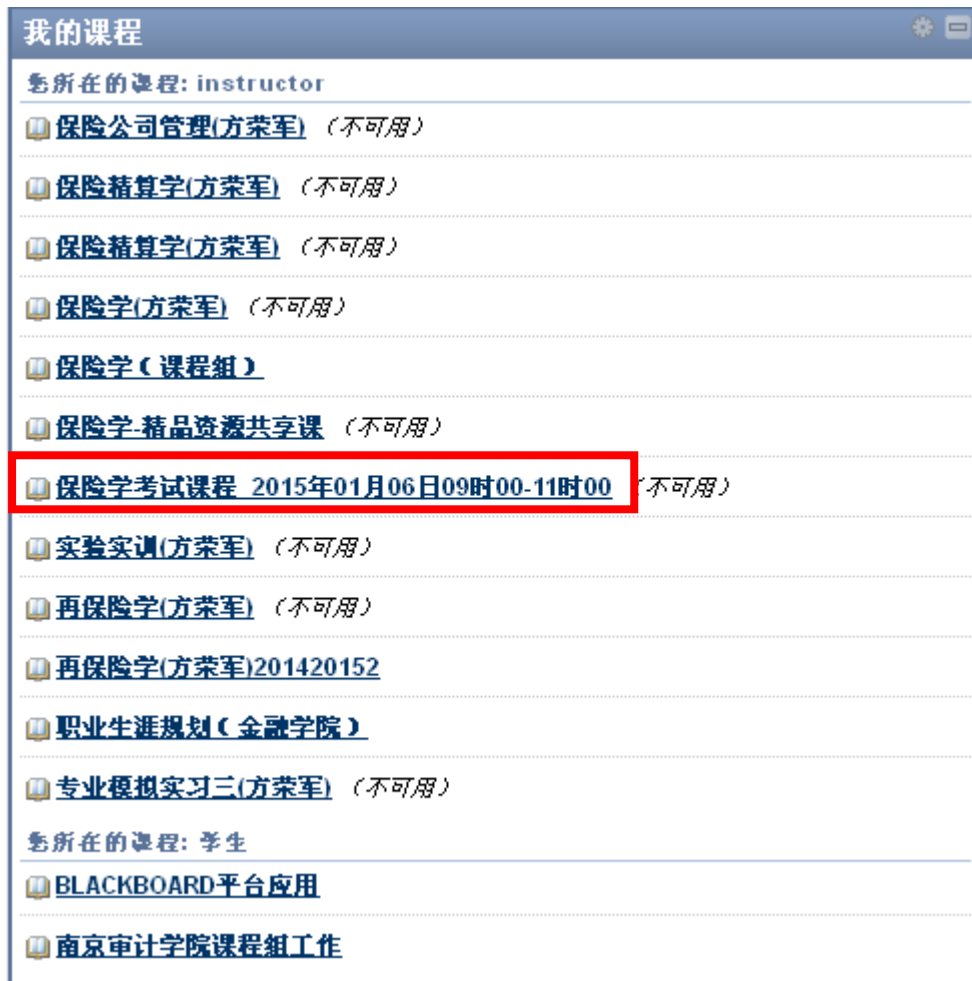 我的课程
您所在的课程: instructor
保险公司管理(方荣军) （不可用）
保险精算学(方荣军) （不可用）
保险精算学(方荣军) （不可用）
保险学(方荣军) （不可用）
保险学（课程组）
保险学-精品资源共享课 （不可用）
保险学考试课程_2015年01月06日09时00-11时00 （不可用）
实验实训(方荣军) （不可用）
再保险学(方荣军) （不可用）
再保险学(方荣军)201420152
职业生涯规划（金融学院）
专业模拟实习三(方荣军) （不可用）
您所在的课程: 学生
BLACKBOARD平台应用
南京审计学院课程组工作